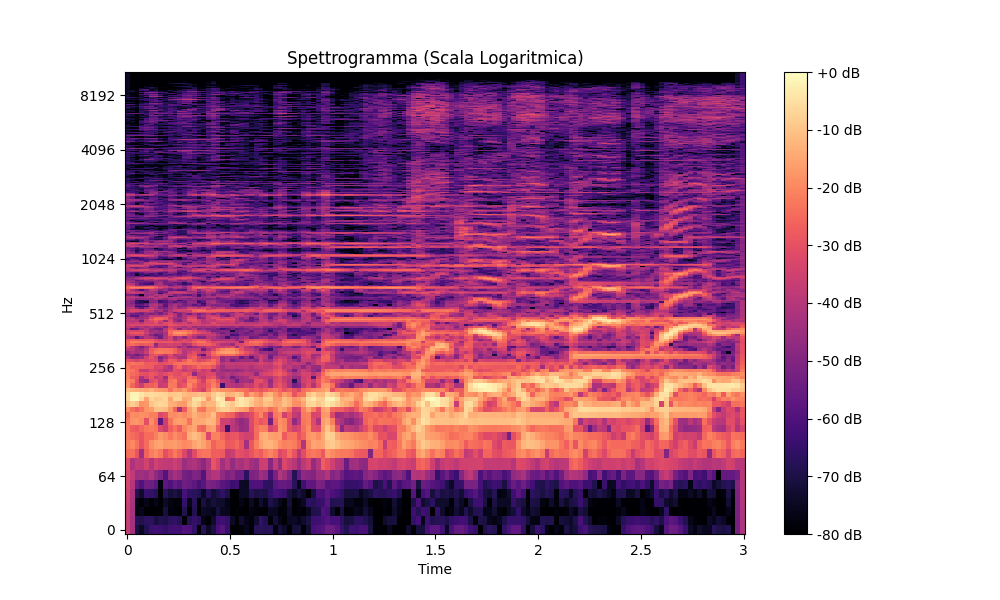 Spettrogramma (Scala Logaritmica)
Hz
8192
4096
2048
1024
512
256
128
64
0
0
0.5
1
1.5
2
2.5
3
Time
+0 dB
-10 dB
-20 dB
-30 dB
-40 dB
-50 dB
-60 dB
-70 dB
-80 dB